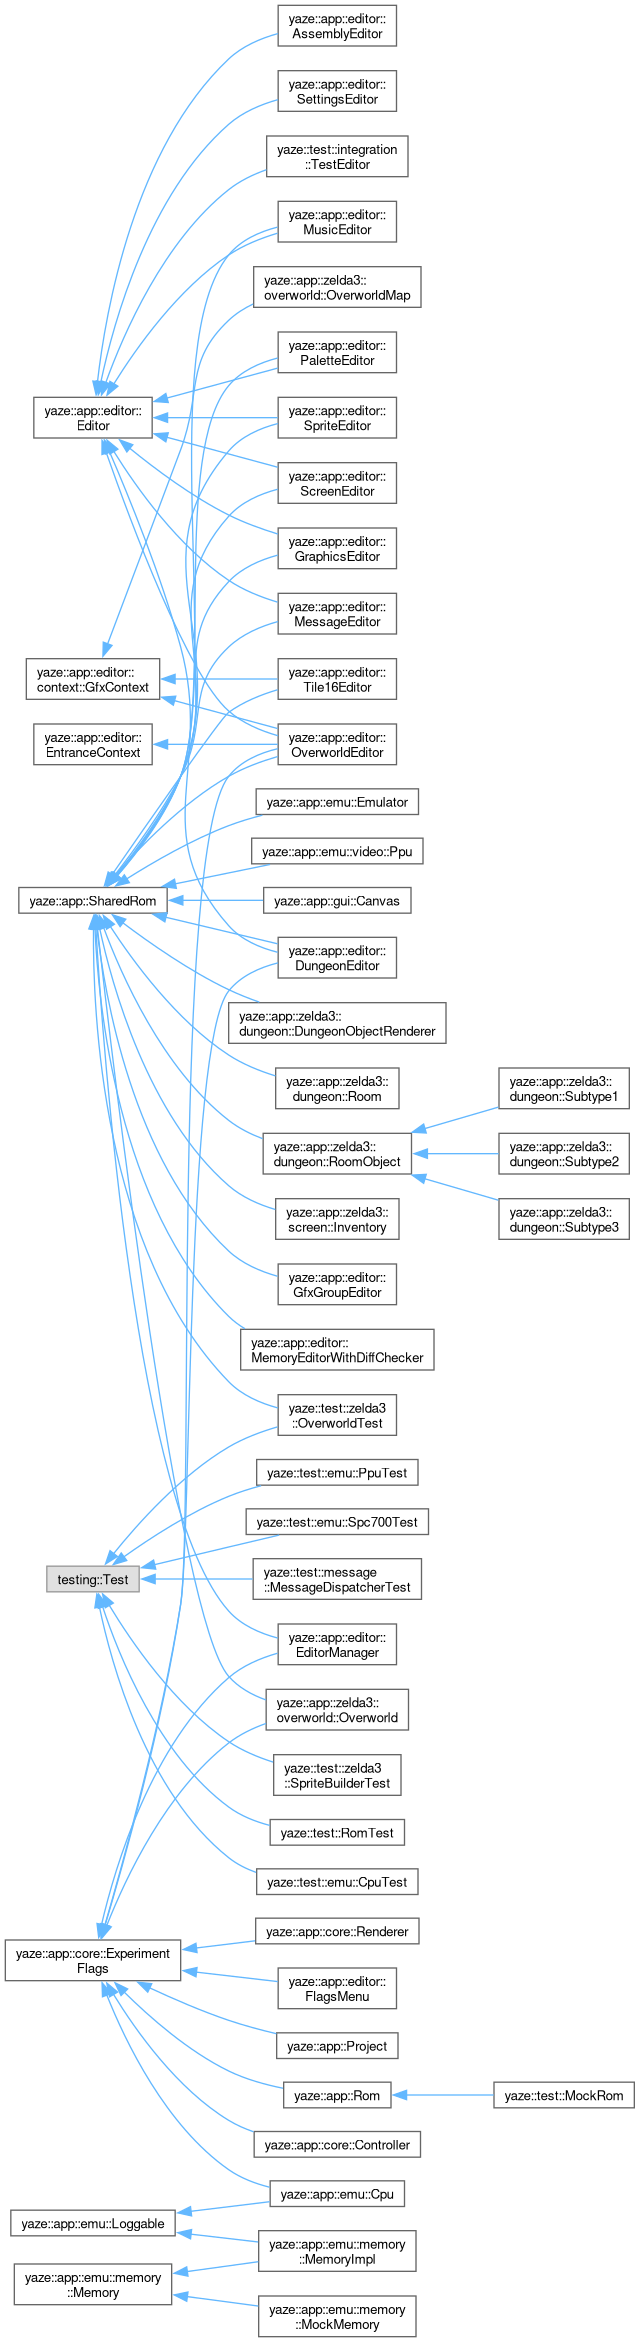 yaze::app::editor::
AssemblyEditor
yaze::app::editor::
SettingsEditor
yaze::test::integration
::TestEditor
yaze::app::editor::
MusicEditor
yaze::app::zelda3::
overworld::OverworldMap
yaze::app::editor::
PaletteEditor
yaze::app::editor::
Editor
yaze::app::editor::
SpriteEditor
yaze::app::editor::
ScreenEditor
yaze::app::editor::
GraphicsEditor
yaze::app::editor::
MessageEditor
yaze::app::editor::
context::GfxContext
yaze::app::editor::
Tile16Editor
yaze::app::editor::
EntranceContext
yaze::app::editor::
OverworldEditor
yaze::app::emu::Emulator
yaze::app::emu::video::Ppu
yaze::app::SharedRom
yaze::app::gui::Canvas
yaze::app::editor::
DungeonEditor
yaze::app::zelda3::
dungeon::DungeonObjectRenderer
yaze::app::zelda3::
dungeon::Room
yaze::app::zelda3::
dungeon::Subtype1
yaze::app::zelda3::
dungeon::RoomObject
yaze::app::zelda3::
dungeon::Subtype2
yaze::app::zelda3::
screen::Inventory
yaze::app::zelda3::
dungeon::Subtype3
yaze::app::editor::
GfxGroupEditor
yaze::app::editor::
MemoryEditorWithDiffChecker
yaze::test::zelda3
::OverworldTest
yaze::test::emu::PpuTest
yaze::test::emu::Spc700Test
testing::Test
yaze::test::message
::MessageDispatcherTest
yaze::app::editor::
EditorManager
yaze::app::zelda3::
overworld::Overworld
yaze::test::zelda3
::SpriteBuilderTest
yaze::test::RomTest
yaze::test::emu::CpuTest
yaze::app::core::Renderer
yaze::app::core::Experiment
Flags
yaze::app::editor::
FlagsMenu
yaze::app::Project
yaze::app::Rom
yaze::test::MockRom
yaze::app::core::Controller
yaze::app::emu::Cpu
yaze::app::emu::Loggable
yaze::app::emu::memory
::MemoryImpl
yaze::app::emu::memory
::Memory
yaze::app::emu::memory
::MockMemory